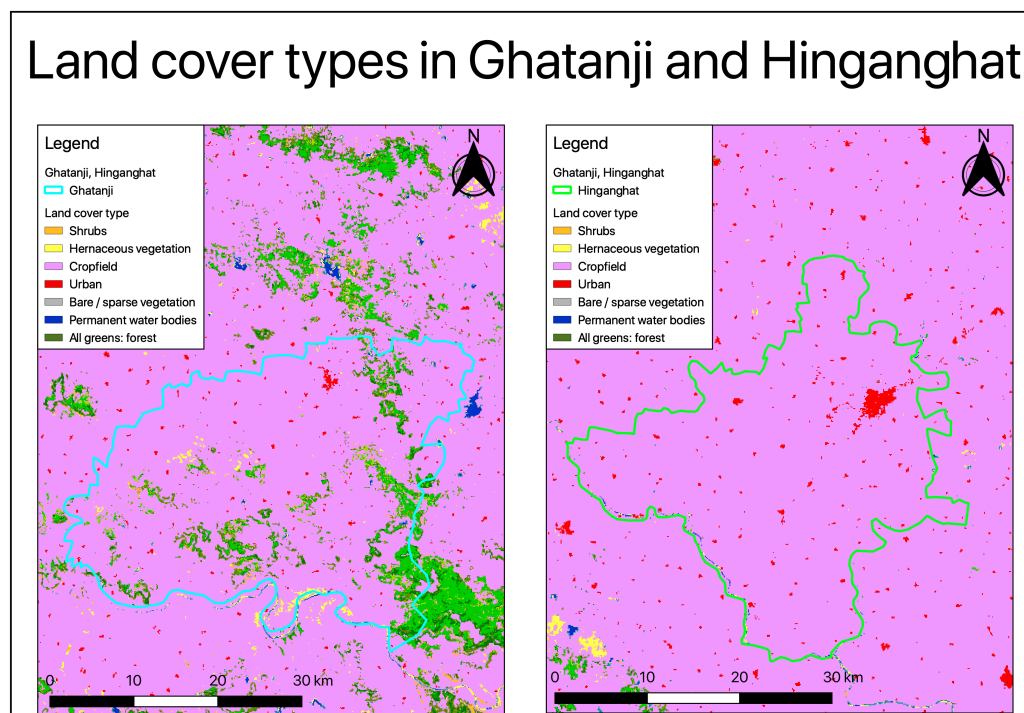 Land cover types in Ghatanji and Hinganghat
Legend
Ghatanji, Hinganghat
Ghatanji
Land cover type
Shrubs
Hernaceous vegetation
Cropfield
Urban
Bare / sparse vegetation
Permanent water bodies
All greens: forest
N
0 10 20 30 km
Legend
Ghatanji, Hinganghat
Hinganghat
Land cover type
Shrubs
Hernaceous vegetation
Cropfield
Urban
Bare / sparse vegetation
Permanent water bodies
All greens: forest
N
0 10 20 30 km